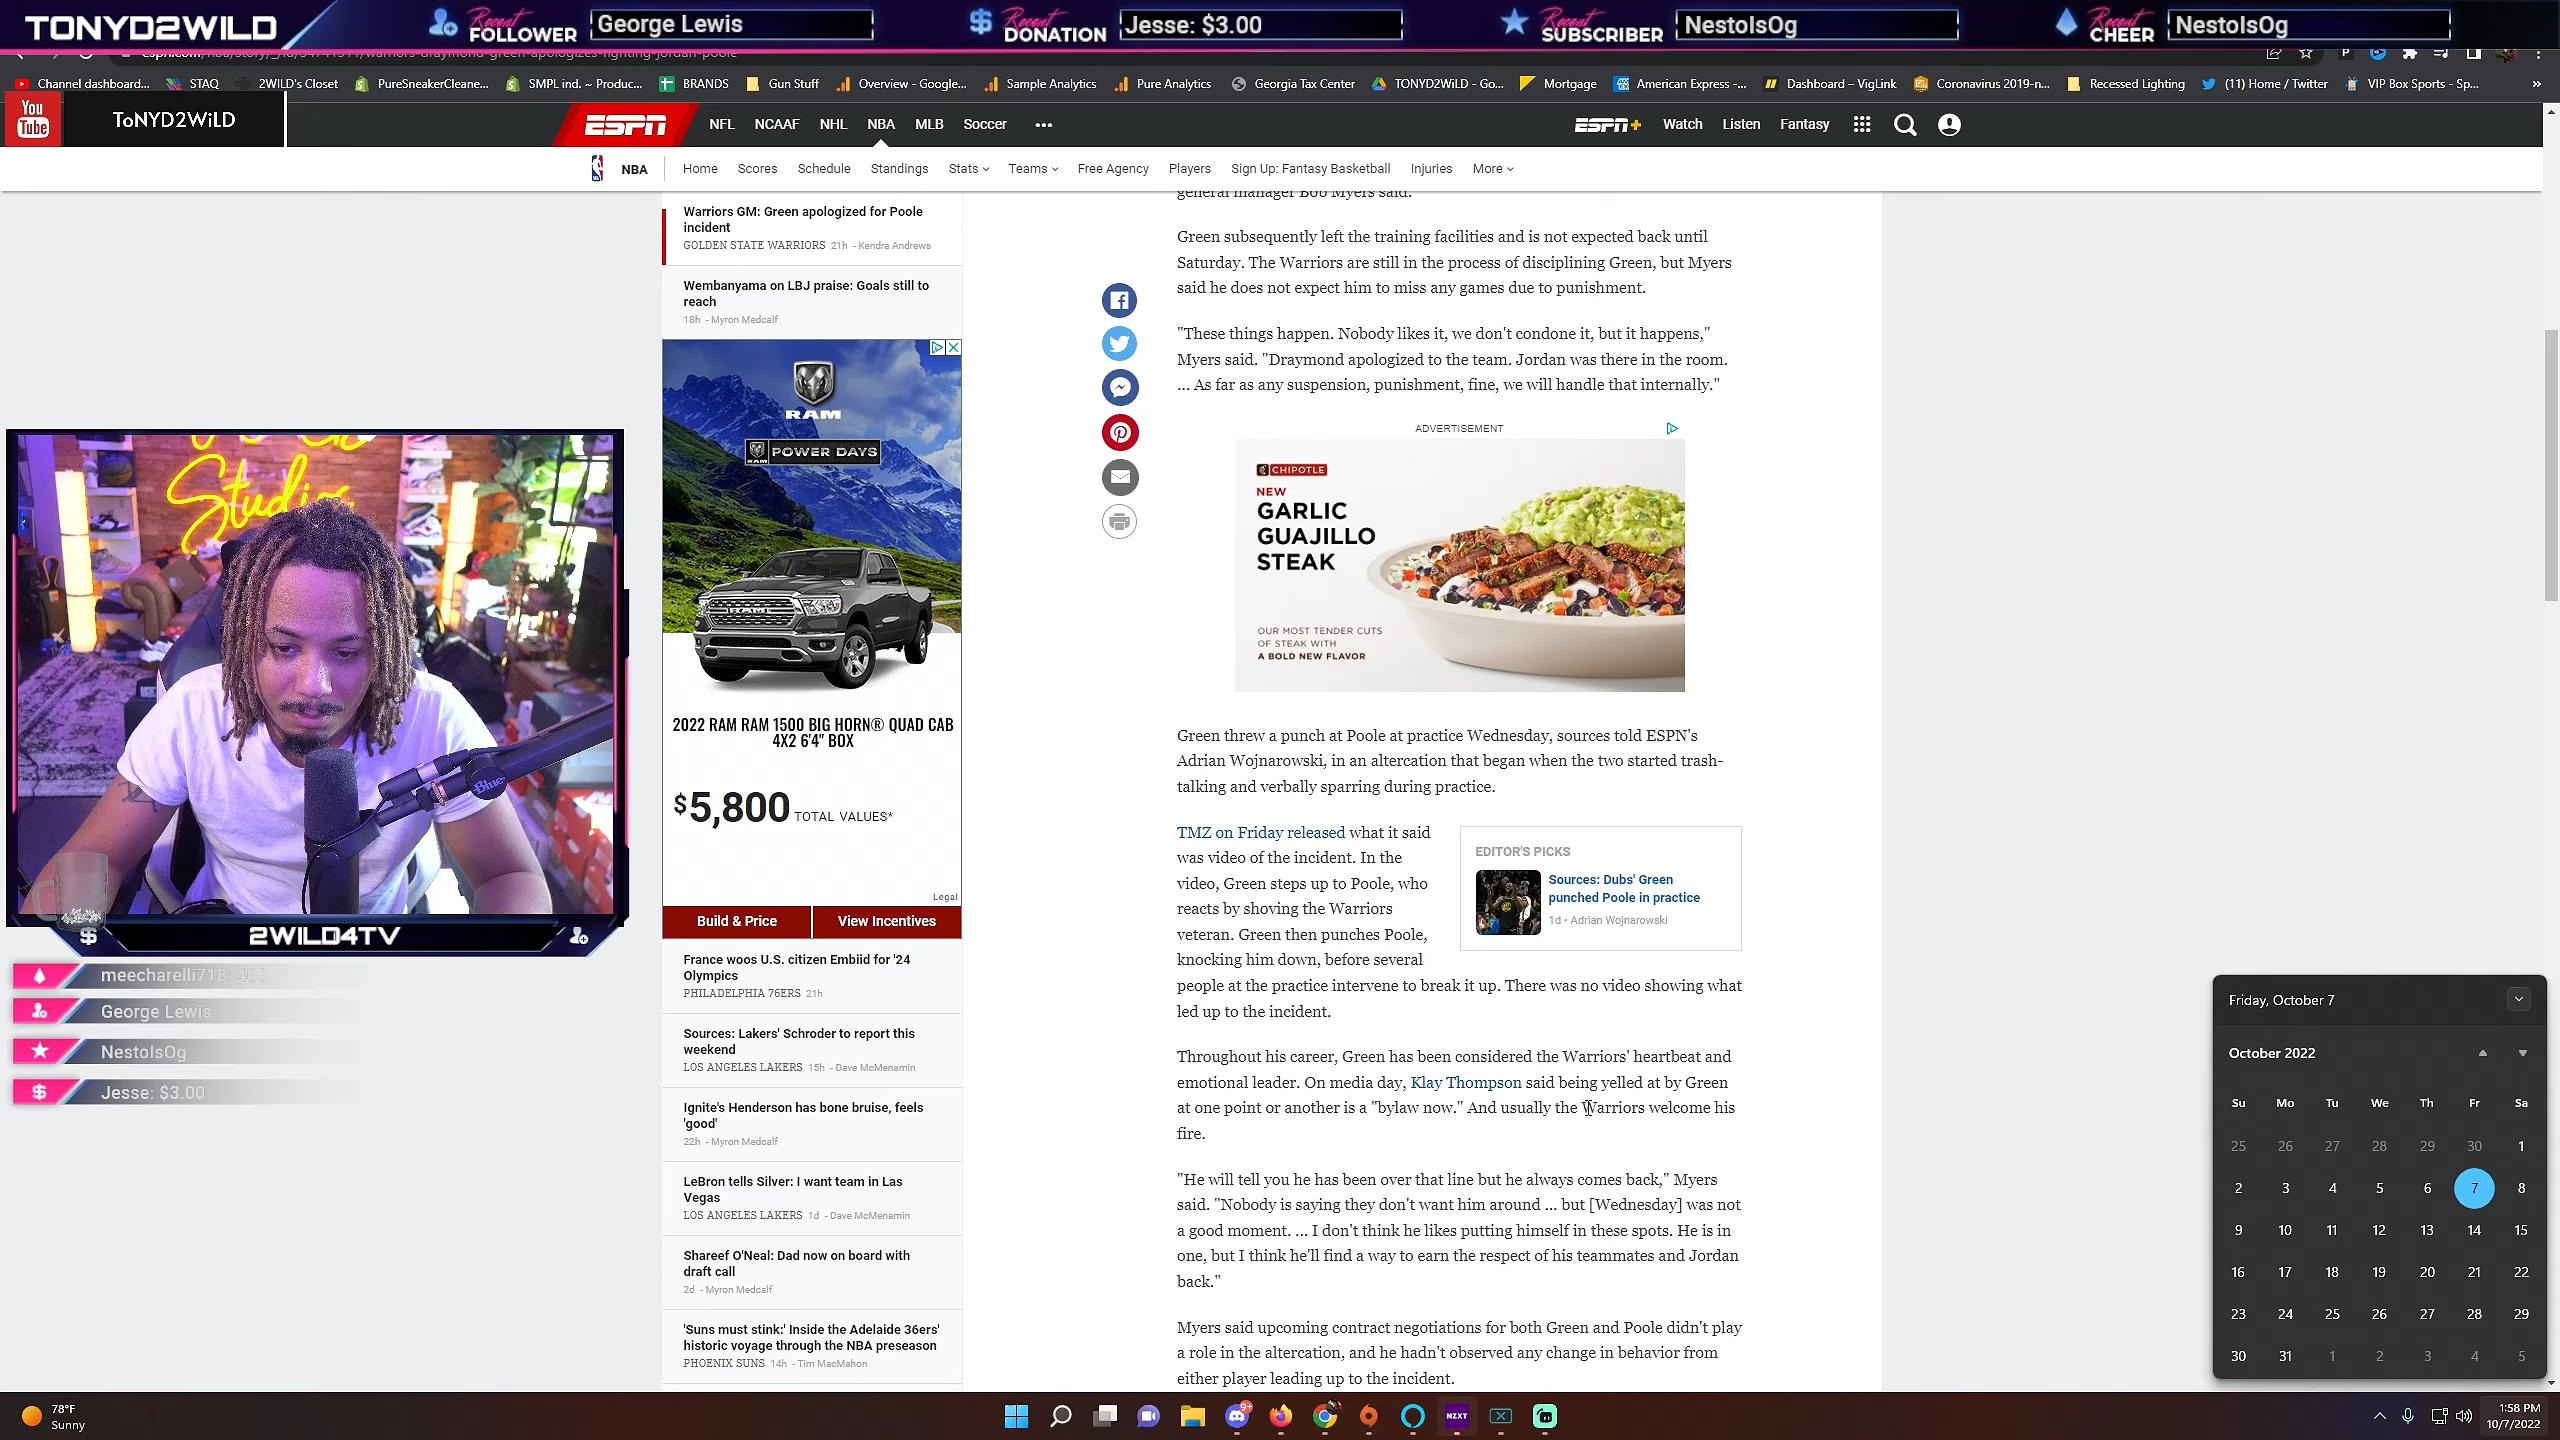 TONYD2WILD
Recent
FOLLOWER
George Lewis
Recent
DONATION
Jesse: $3.00
Recent
SUBSCRIBER
NestoIsOg
Recent
CHEER
NestoIsOg
Channel dashboard...
STAQ
2WILD's Closet
PureSneakerCleane...
SMPL ind. ~ Produc...
BRANDS
Gun Stuff
Overview – Google...
Sample Analytics
Pure Analytics
Georgia Tax Center
TONYD2WiLD - Go...
Mortgage
American Express -...
Dashboard – VigLink
Coronavirus 2019-n...
Recessed Lighting
(11) Home / Twitter
VIP Box Sports - Sp...
»
You
Tube
ToNYD2WiLD
ESPN
NFL
NCAAF
NHL
NBA
MLB
Soccer
•••
ESPN+
Watch
Listen
Fantasy
NBA
Home
Scores
Schedule
Standings
Stats
Teams
Free Agency
Players
Sign Up: Fantasy Basketball
Injuries
More
Warriors GM: Green apologized for Poole
incident
GOLDEN STATE WARRIORS 21h - Kendra Andrews
Wembanyama on LBJ praise: Goals still to
reach
18h - Myron Medcalf
RAM
RAM POWER DAYS
2022 RAM RAM 1500 BIG HORN® QUAD CAB
4X2 6'4" BOX
$5,800 TOTAL VALUES*
Legal
Build & Price
View Incentives
France woos U.S. citizen Embiid for '24
Olympics
PHILADELPHIA 76ERS 21h
Sources: Lakers' Schroder to report this
weekend
LOS ANGELES LAKERS 15h - Dave McMenamin
Ignite's Henderson has bone bruise, feels
'good'
22h - Myron Medcalf
LeBron tells Silver: I want team in Las
Vegas
LOS ANGELES LAKERS 1d - Dave McMenamin
Shareef O'Neal: Dad now on board with
draft call
2d - Myron Medcalf
'Suns must stink:' Inside the Adelaide 36ers'
historic voyage through the NBA preseason
PHOENIX SUNS 14h - Tim MacMahon
general manager Bob Myers said.
Green subsequently left the training facilities and is not expected back until
Saturday. The Warriors are still in the process of disciplining Green, but Myers
said he does not expect him to miss any games due to punishment.
"These things happen. Nobody likes it, we don't condone it, but it happens,"
Myers said. "Draymond apologized to the team. Jordan was there in the room.
... As far as any suspension, punishment, fine, we will handle that internally."
ADVERTISEMENT
CHIPOTLE
NEW
GARLIC
GUAJILLO
STEAK
OUR MOST TENDER CUTS
OF STEAK WITH
A BOLD NEW FLAVOR
Green threw a punch at Poole at practice Wednesday, sources told ESPN's
Adrian Wojnarowski, in an altercation that began when the two started trash-
talking and verbally sparring during practice.
TMZ on Friday released what it said
was video of the incident. In the
video, Green steps up to Poole, who
reacts by shoving the Warriors
veteran. Green then punches Poole,
knocking him down, before several
people at the practice intervene to break it up. There was no video showing what
led up to the incident.
EDITOR'S PICKS
Sources: Dubs' Green
punched Poole in practice
1d • Adrian Wojnarowski
Throughout his career, Green has been considered the Warriors' heartbeat and
emotional leader. On media day, Klay Thompson said being yelled at by Green
at one point or another is a "bylaw now." And usually the Warriors welcome his
fire.
"He will tell you he has been over that line but he always comes back," Myers
said. "Nobody is saying they don't want him around ... but [Wednesday] was not
a good moment. ... I don't think he likes putting himself in these spots. He is in
one, but I think he'll find a way to earn the respect of his teammates and Jordan
back."
Myers said upcoming contract negotiations for both Green and Poole didn't play
a role in the altercation, and he hadn't observed any change in behavior from
either player leading up to the incident.
Studios
Blue
2WILD4TV
meecharelli718
George Lewis
NestoIsOg
Jesse: $3.00
Friday, October 7
October 2022
Su Mo Tu We Th Fr Sa
25 26 27 28 29 30 1
2 3 4 5 6 7 8
9 10 11 12 13 14 15
16 17 18 19 20 21 22
23 24 25 26 27 28 29
30 31 1 2 3 4 5
78°F
Sunny
9+
NZXT
1:58 PM
10/7/2022